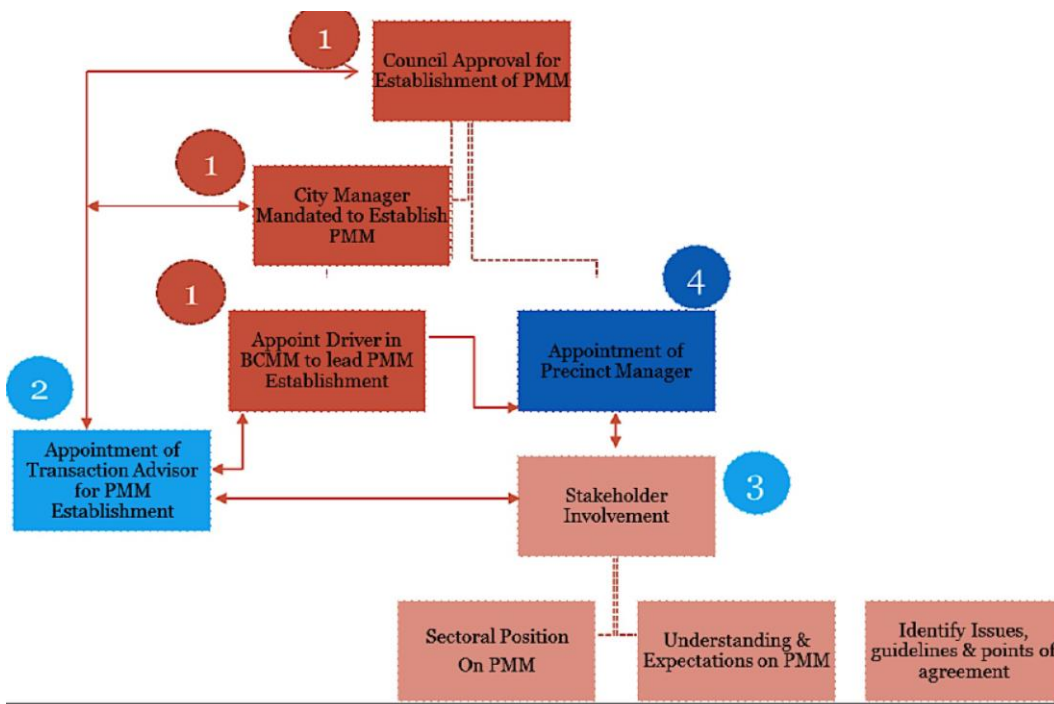 1
Council Approval for
Establishment of PMM
1
City Manager
Mandated to Establish
PMM
1
Appoint Driver in
BCMM to lead PMM
Establishment
4
Appointment of
Precinct Manager
2
Appointment of
Transaction Advisor
for PMM
Establishment
3
Stakeholder
Involvement
Sectoral Position
On PMM
Understanding &
Expectations on PMM
Identify Issues,
guidelines & points of
agreement